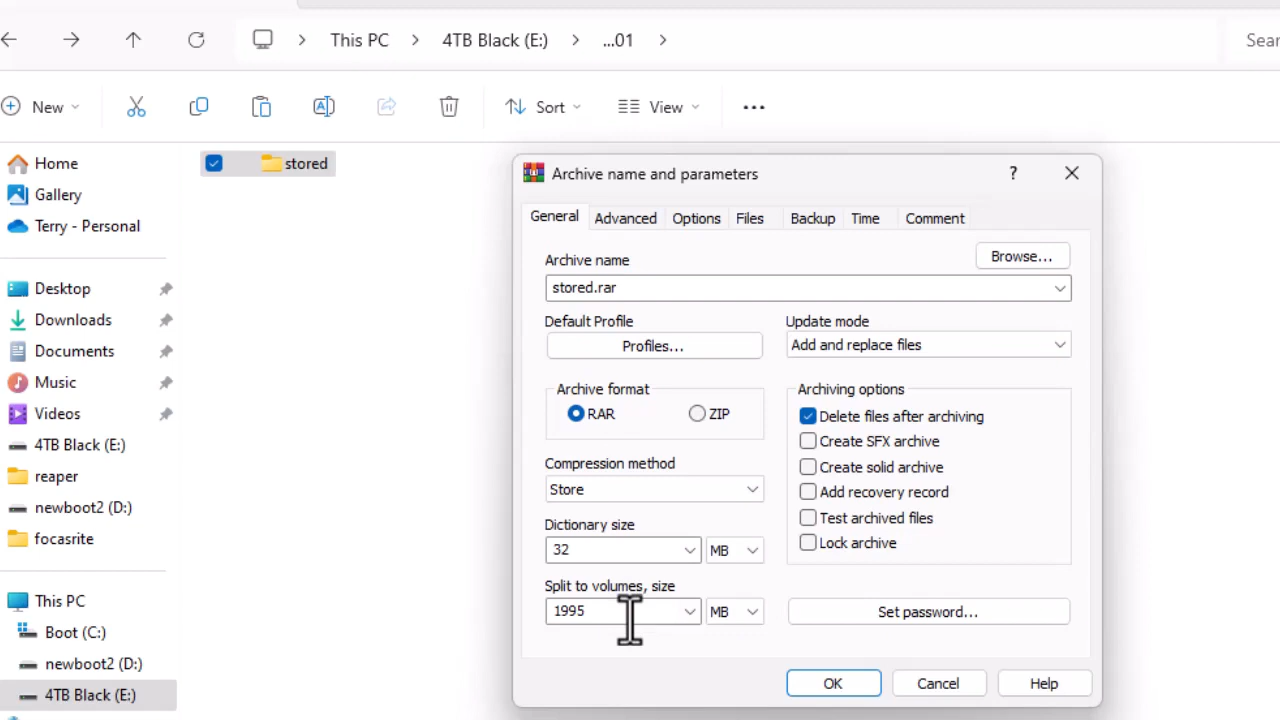 This PC
4TB Black (E:)
...01
Sear
New
Sort
View
Home
Gallery
Terry - Personal
Desktop
Downloads
Documents
Music
Videos
4TB Black (E:)
reaper
newboot2 (D:)
focasrite
This PC
Boot (C:)
newboot2 (D:)
4TB Black (E:)
stored
Archive name and parameters
?
General Advanced Options Files Backup Time Comment
Archive name
Browse...
stored.rar
Default Profile
Profiles...
Update mode
Add and replace files
Archive format
RAR
ZIP
Compression method
Store
Dictionary size
32 MB
Split to volumes, size
1995 MB
Archiving options
Delete files after archiving
Create SFX archive
Create solid archive
Add recovery record
Test archived files
Lock archive
Set password...
OK
Cancel
Help